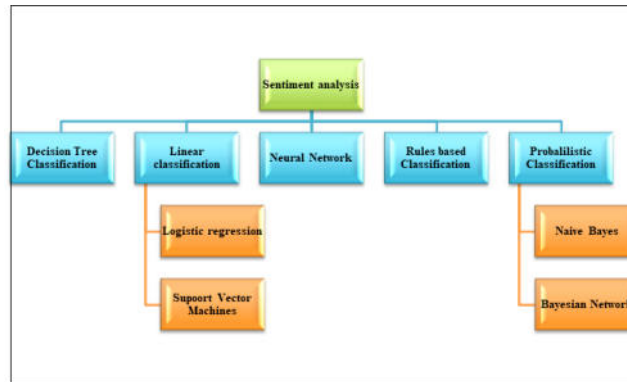 Sentiment analysis
Decision Tree
Classification
Linear
classification
Neural Network
Rules based
Classification
Probalilistic
Classification
Logistic regression
Supoort Vector
Machines
Naive Bayes
Bayesian Network